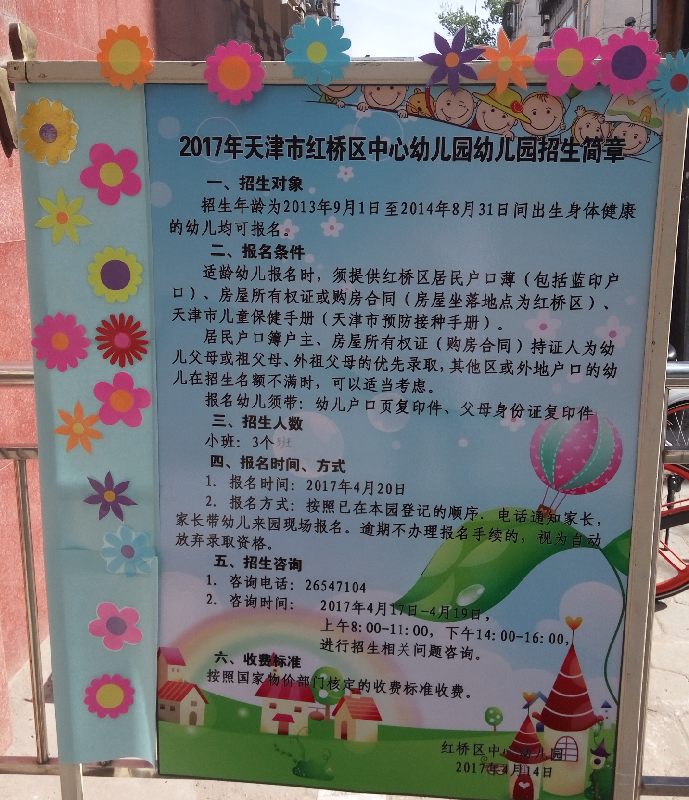 2017年天津市红桥区中心幼儿园幼儿园招生简章
一、招生对象
招生年龄为2013年9月1日至2014年8月31日间出生身体健康
的幼儿均可报名。
二、报名条件
适龄幼儿报名时，须提供红桥区居民户口薄（包括蓝印户
口）、房屋所有权证或购房合同（房屋坐落地点为红桥区）、
天津市儿童保健手册（天津市预防接种手册）。
居民户口簿户主、房屋所有权证（购房合同）持证人为幼
儿父母或祖父母、外祖父母的优先录取，其他区或外地户口的幼
儿在招生名额不满时，可以适当考虑。
报名幼儿须带：幼儿户口页复印件、父母身份证复印件
三、招生人数
小班：3个班
四、报名时间、方式
1. 报名时间：2017年4月20日
2. 报名方式：按照已在本园登记的顺序，电话通知家长，
家长带幼儿来园现场报名。逾期不办理报名手续的，视为自动
放弃录取资格。
五、招生咨询
1. 咨询电话：26547104
2. 咨询时间： 2017年4月17日-4月19日，
上午8:00-11:00，下午14:00-16:00，
进行招生相关问题咨询。
六、收费标准
按照国家物价部门核定的收费标准收费。
红桥区中心幼儿园
2017年4月14日